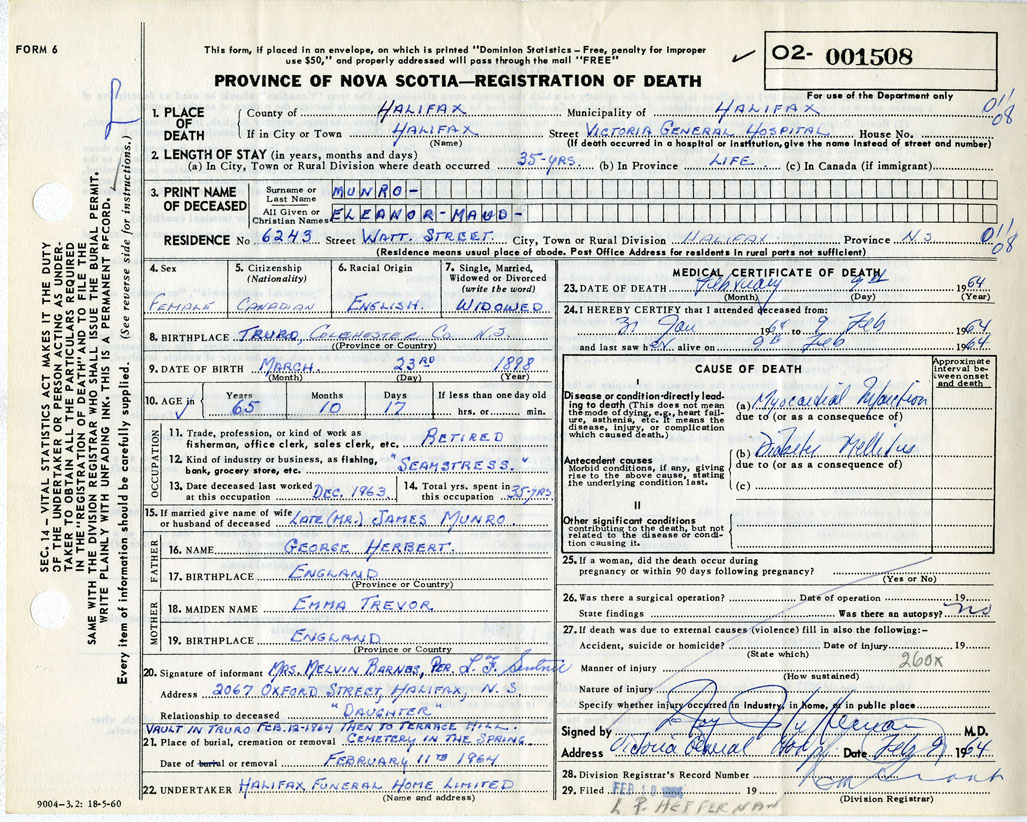 FORM 6
This form, if placed in an envelope, on which is printed "Dominion Statistics – Free, penalty for improper
use $50," and properly addressed will pass through the mail "FREE"
PROVINCE OF NOVA SCOTIA—REGISTRATION OF DEATH
O2- 001508
For use of the Department only
SEC. 14 – VITAL STATISTICS ACT MAKES IT THE DUTY
OF THE UNDERTAKER OR PERSON ACTING AS UNDER-
TAKER TO OBTAIN ALL THE PARTICULARS REQUIRED
IN THE "REGISTRATION OF DEATH" AND TO FILE THE
SAME WITH THE DIVISION REGISTRAR WHO SHALL ISSUE THE BURIAL PERMIT.
WRITE PLAINLY WITH UNFADING INK. THIS IS A PERMANENT RECORD.
Every item of information should be carefully supplied. (See reverse side for instructions.)
1. PLACE OF DEATH
County of HALIFAX Municipality of HALIFAX 01/08
If in City or Town HALIFAX Street VICTORIA GENERAL HOSPITAL House No.
(Name) (If death occurred in a hospital or institution, give the name instead of street and number)
2. LENGTH OF STAY (in years, months and days)
(a) In City, Town or Rural Division where death occurred 35-YRS (b) In Province LIFE (c) In Canada (if immigrant)
3. PRINT NAME OF DECEASED
Surname or Last Name MUNRO-
All Given or Christian Names ELEANOR-MAUD-
RESIDENCE No 6243 Street WATT. STREET City, Town or Rural Division HALIFAX Province N.S 01/08
(Residence means usual place of abode. Post Office Address for residents in rural parts not sufficient)
4. Sex 5. Citizenship (Nationality) 6. Racial Origin 7. Single, Married, Widowed or Divorced (write the word)
FEMALE CANADIAN ENGLISH. WIDOWED
8. BIRTHPLACE TRURO, COLCHESTER CO. N.S.
(Province or Country)
9. DATE OF BIRTH MARCH. 23RD 1898
(Month) (Day) (Year)
10. AGE in Years Months Days If less than one day old
65 10 17 hrs. or min.
OCCUPATION
11. Trade, profession, or kind of work as
fisherman, office clerk, sales clerk, etc. RETIRED
12. Kind of industry or business, as fishing,
bank, grocery store, etc. "SEAMSTRESS."
13. Date deceased last worked
at this occupation DEC. 1963
14. Total yrs. spent in
this occupation 35-YRS
15. If married give name of wife
or husband of deceased LATE (MR.) JAMES MUNRO
FATHER
16. NAME GEORGE HERBERT.
17. BIRTHPLACE ENGLAND
(Province or Country)
MOTHER
18. MAIDEN NAME EMMA TREVOR
19. BIRTHPLACE ENGLAND
(Province or Country
20. Signature of informant MRS. MELVIN BARNES, PER. L. F.
Address 2067 OXFORD STREET, HALIFAX, N. S
Relationship to deceased "DAUGHTER"
VAULT IN TRURO FEB. 12-1964 THEN TO TERRACE HILL.
21. Place of burial, cremation or removal CEMETERY IN THE SPRING
Date of burial or removal FEBRUARY 11TH 1964
22. UNDERTAKER HALIFAX FUNERAL HOME LIMITED
(Name and address)
9004–3.2: 18-5-60
MEDICAL CERTIFICATE OF DEATH
23. DATE OF DEATH February 9th 1964
(Month) (Day) (Year)
24. I HEREBY CERTIFY that I attended deceased from:
31 Jan 1964 to 9 Feb 1964
and last saw her alive on 9th Feb 1964
CAUSE OF DEATH
Approximate interval between onset and death
I
Disease or condition directly lead-
ing to death (This does not mean
the mode of dying, e.g., heart fail-
ure, asthenia, etc. It means the
disease, injury, or complication
which caused death.)
(a) Myocardial Infarction
due to (or as a consequence of)
Antecedent causes
Morbid conditions, if any, giving
rise to the above cause, stating
the underlying condition last.
(b) Diabetes Mellitus
due to (or as a consequence of)
(c)
II
Other significant conditions
contributing to the death, but not
related to the disease or condi-
tion causing it.
25. If a woman, did the death occur during
pregnancy or within 90 days following pregnancy?
(Yes or No)
26. Was there a surgical operation? Date of operation 19
State findings Was there an autopsy? no
27. If death was due to external causes (violence) fill in also the following:–
Accident, suicide or homicide? Date of injury 19
(State which) 260X
Manner of injury
(How sustained)
Nature of injury
Specify whether injury occurred in industry, in home, or in public place
Signed by M.D.
Address Victoria General Hosp. Date Feb 9 1964
28. Division Registrar's Record Number
29. Filed FEB 10 19
(Division Registrar)
L P. HEFFERNAN